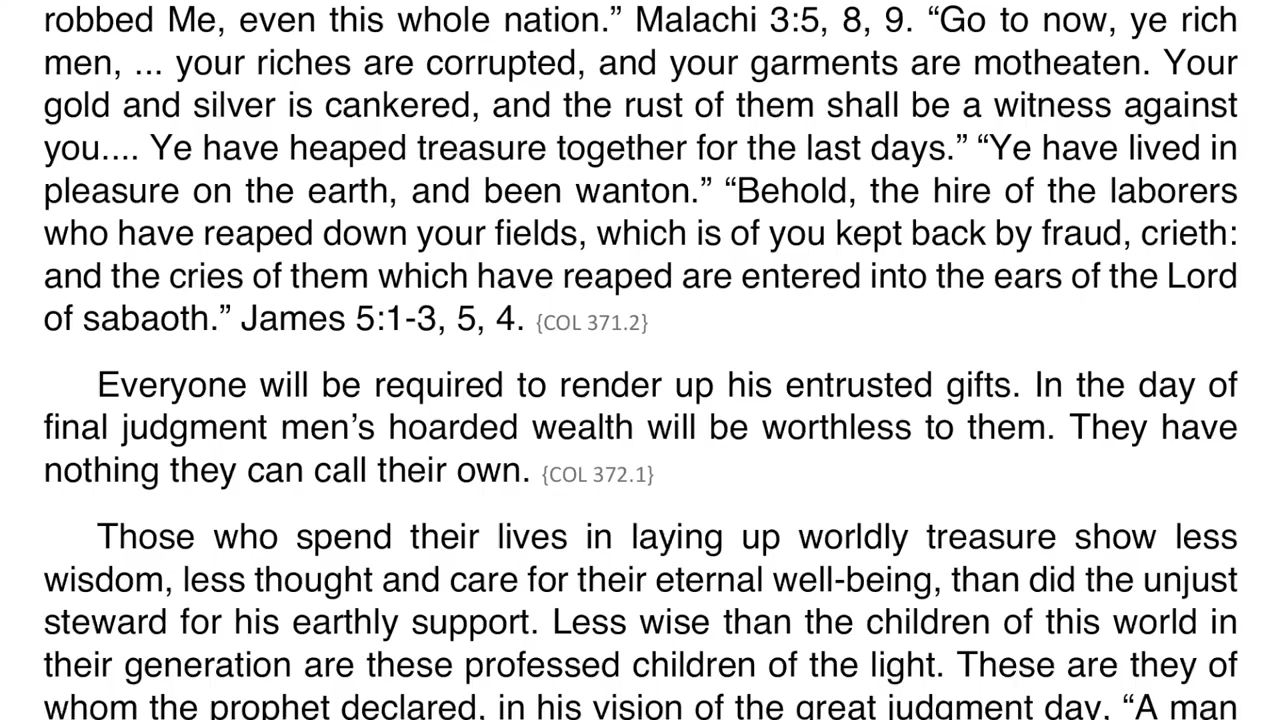 robbed Me, even this whole nation.” Malachi 3:5, 8, 9. “Go to now, ye rich
men, ... your riches are corrupted, and your garments are motheaten. Your
gold and silver is cankered, and the rust of them shall be a witness against
you.... Ye have heaped treasure together for the last days.” “Ye have lived in
pleasure on the earth, and been wanton.” “Behold, the hire of the laborers
who have reaped down your fields, which is of you kept back by fraud, crieth:
and the cries of them which have reaped are entered into the ears of the Lord
of sabaoth.” James 5:1-3, 5, 4. {COL 371.2}
Everyone will be required to render up his entrusted gifts. In the day of
final judgment men’s hoarded wealth will be worthless to them. They have
nothing they can call their own. {COL 372.1}
Those who spend their lives in laying up worldly treasure show less
wisdom, less thought and care for their eternal well-being, than did the unjust
steward for his earthly support. Less wise than the children of this world in
their generation are these professed children of the light. These are they of
whom the prophet declared, in his vision of the great judgment day, “A man